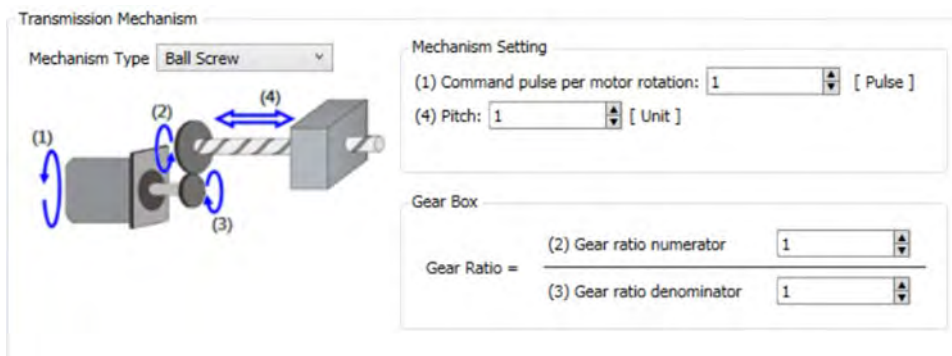 Transmission Mechanism
Mechanism Type Ball Screw
(1)
(2)
(4)
(3)
Mechanism Setting
(1) Command pulse per motor rotation: 1 [ Pulse ]
(4) Pitch: 1 [ Unit ]
Gear Box
Gear Ratio =
(2) Gear ratio numerator 1
(3) Gear ratio denominator 1